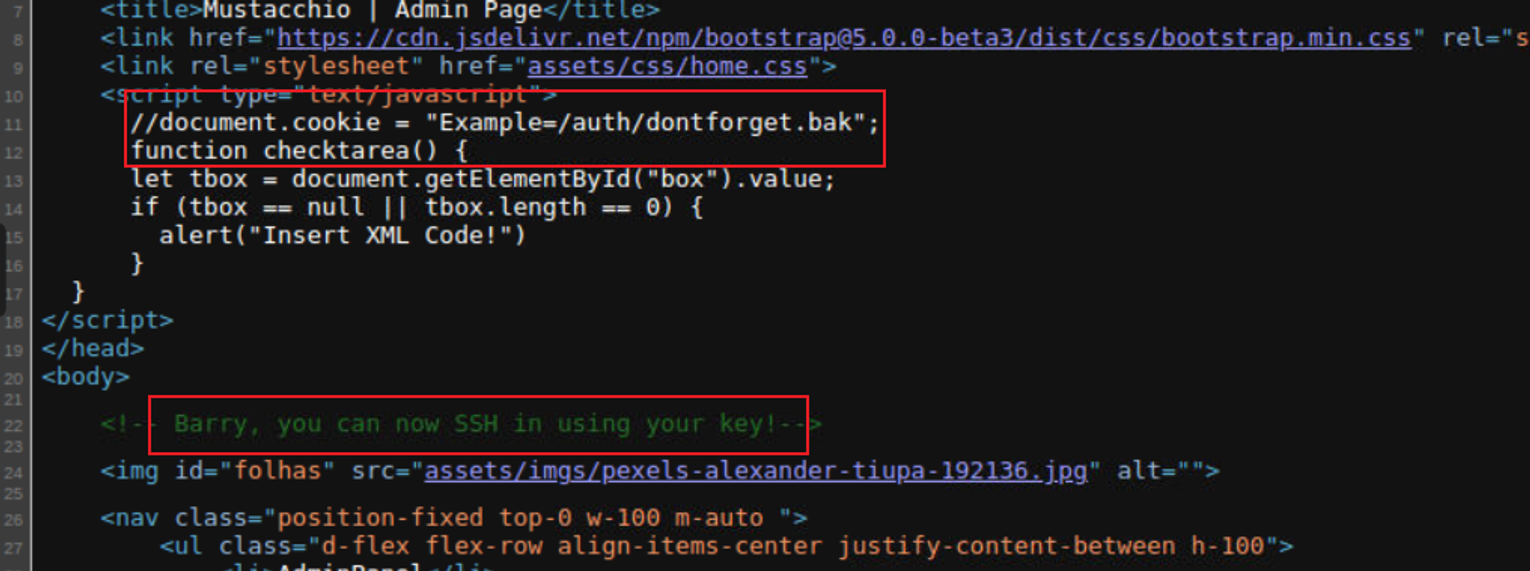 7 <title>Mustacchio | Admin Page</title>
8 <link href="https://cdn.jsdelivr.net/npm/bootstrap@5.0.0-beta3/dist/css/bootstrap.min.css" rel="s
9 <link rel="stylesheet" href="assets/css/home.css">
10 <script type="text/javascript">
11 //document.cookie = "Example=/auth/dontforget.bak";
12 function checktarea() {
13 let tbox = document.getElementById("box").value;
14 if (tbox == null || tbox.length == 0) {
15 alert("Insert XML Code!")
16 }
17 }
18 </script>
19 </head>
20 <body>
21
22 <!-- Barry, you can now SSH in using your key!-->
23
24 <img id="folhas" src="assets/imgs/pexels-alexander-tiupa-192136.jpg" alt="">
25
26 <nav class="position-fixed top-0 w-100 m-auto ">
27 <ul class="d-flex flex-row align-items-center justify-content-between h-100">
<li>AdminPanel</li>